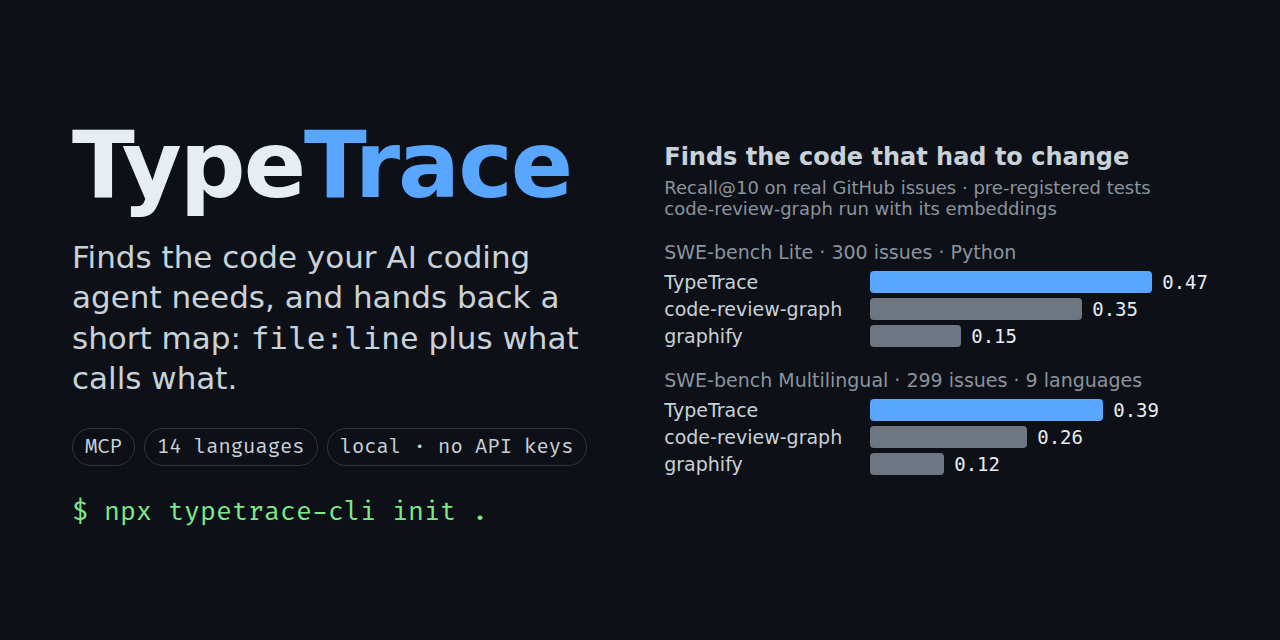 TypeTrace
Finds the code your AI coding
agent needs, and hands back a
short map: file:line plus what
calls what.
MCP
14 languages
local · no API keys
$ npx typetrace-cli init .
Finds the code that had to change
Recall@10 on real GitHub issues · pre-registered tests
code-review-graph run with its embeddings
SWE-bench Lite · 300 issues · Python
TypeTrace 0.47
code-review-graph 0.35
graphify 0.15
SWE-bench Multilingual · 299 issues · 9 languages
TypeTrace 0.39
code-review-graph 0.26
graphify 0.12